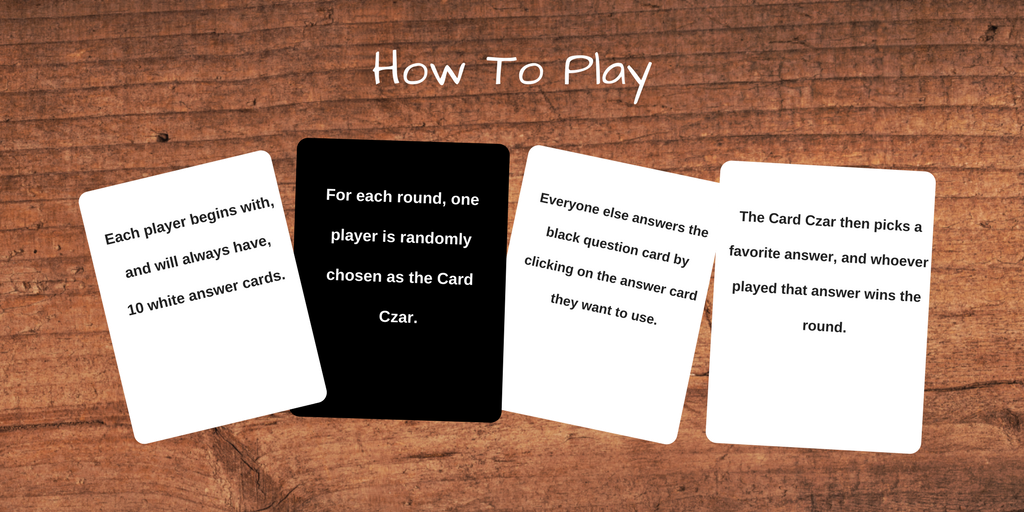 How To Play
Each player begins with,
and will always have,
10 white answer cards.
For each round, one
player is randomly
chosen as the Card
Czar.
Everyone else answers the
black question card by
clicking on the answer card
they want to use.
The Card Czar then picks a
favorite answer, and whoever
played that answer wins the
round.